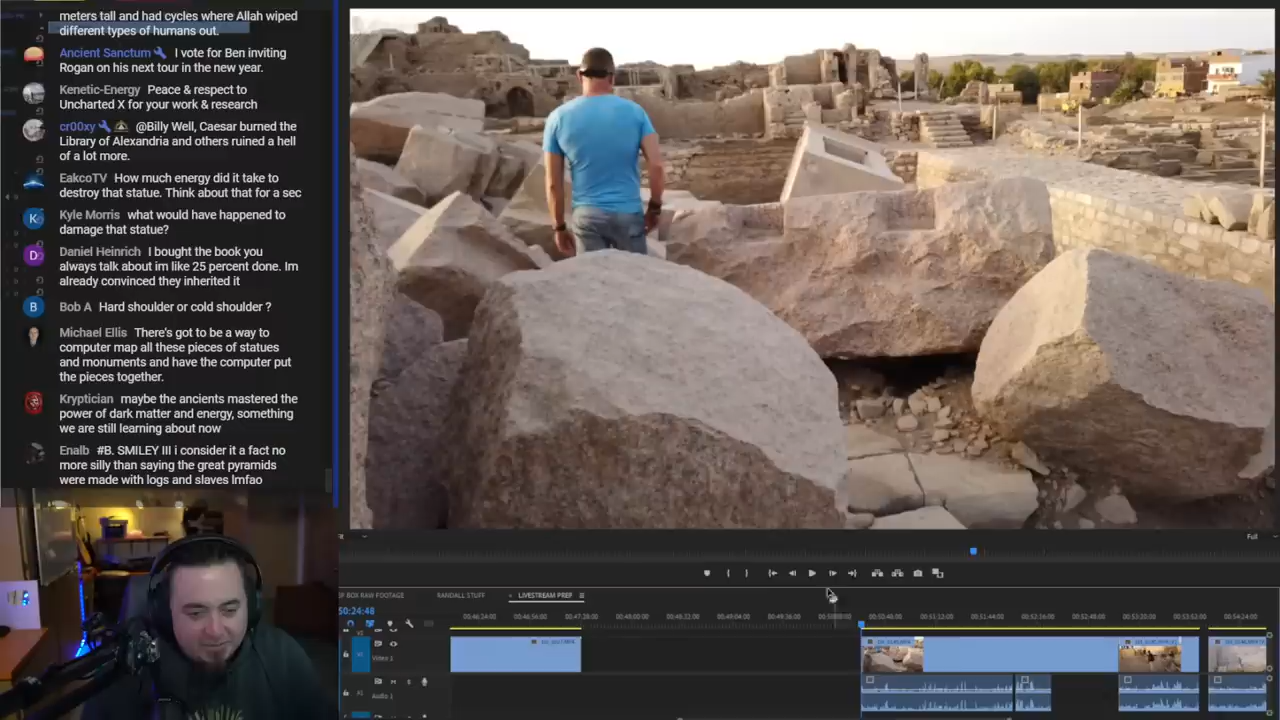 meters tall and had cycles where Allah wiped
different types of humans out.
Ancient Sanctum I vote for Ben inviting
Rogan on his next tour in the new year.
Kenetic-Energy Peace & respect to
Uncharted X for your work & research
cr00xy @Billy Well, Caesar burned the
Library of Alexandria and others ruined a hell
of a lot more.
EakcoTV How much energy did it take to
destroy that statue. Think about that for a sec
K
Kyle Morris what would have happened to
damage that statue?
D
Daniel Heinrich I bought the book you
always talk about im like 25 percent done. Im
already convinced they inherited it
B
Bob A Hard shoulder or cold shoulder ?
Michael Ellis There's got to be a way to
computer map all these pieces of statues
and monuments and have the computer put
the pieces together.
Kryptician maybe the ancients mastered the
power of dark matter and energy, something
we are still learning about now
Enalb #B. SMILEY III i consider it a fact no
more silly than saying the great pyramids
were made with logs and slaves lmfao
Full
BOX RAW FOOTAGE RANDALL STUFF LIVESTREAM PREP
50:24:48
Video 1
M S
Audio 1